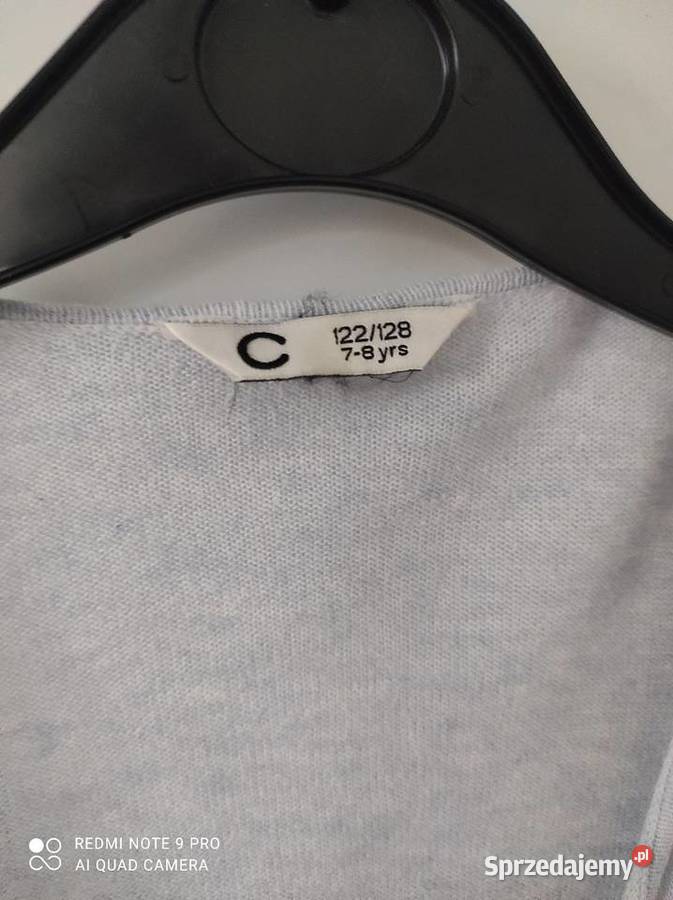 C
122/128
7-8 yrs
REDMI NOTE 9 PRO
AI QUAD CAMERA
Sprzedajemy.pl